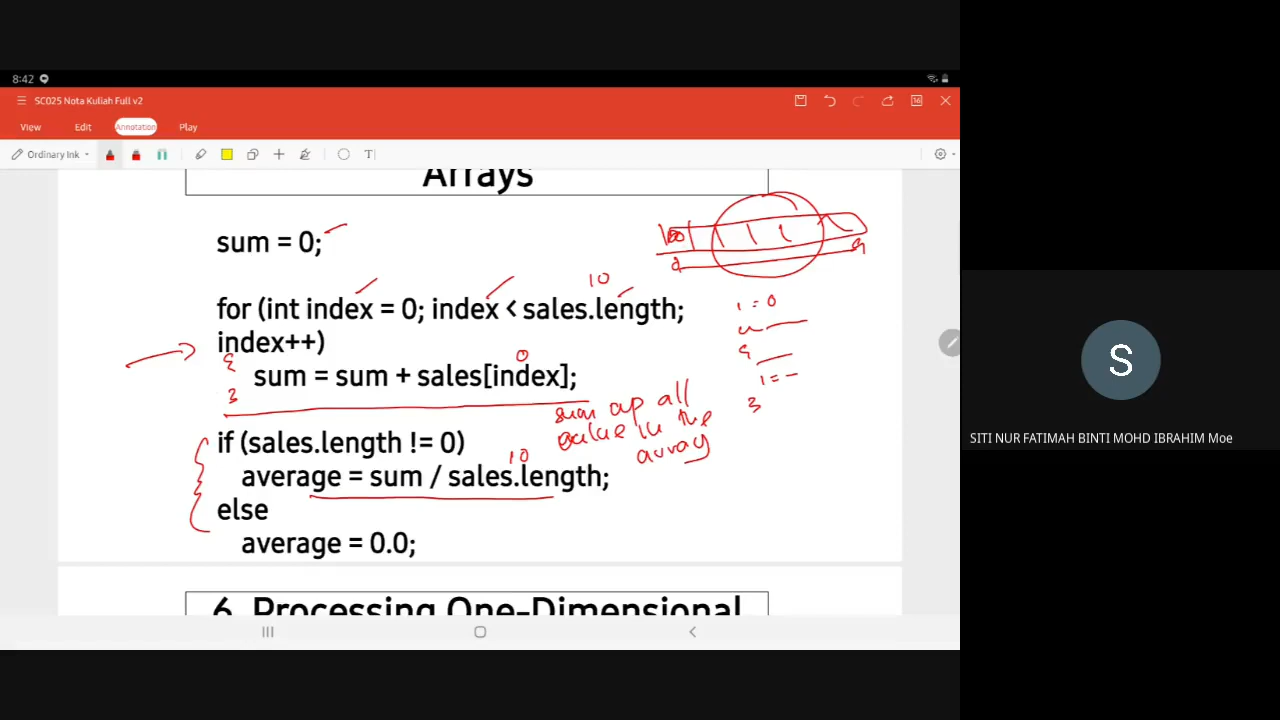 8:42
SC025 Nota Kuliah Full v2
View Edit Annotation Play
Ordinary Ink
16
T
Arrays
sum = 0;
10
for (int index = 0; index < sales.length;
index++)
0
sum = sum + sales[index];
i = 0
i = —
sum up all
value in the
array
if (sales.length != 0)
10
average = sum / sales.length;
else
average = 0.0;
6. Processing One-Dimensional
S
SITI NUR FATIMAH BINTI MOHD IBRAHIM Moe